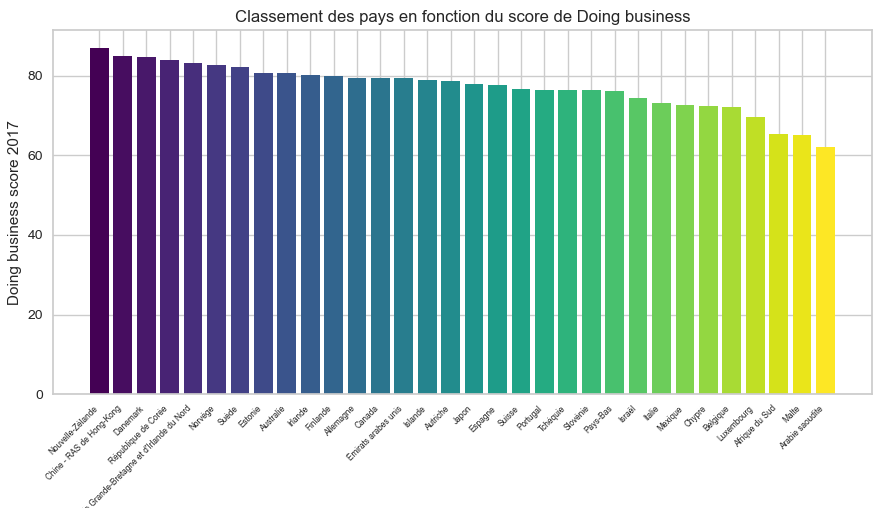 Classement des pays en fonction du score de Doing business
Doing business score 2017
80
60
40
20
0
Nouvelle-Zélande
Chine - RAS de Hong-Kong
Danemark
République de Corée
Grande-Bretagne et d'Irlande du Nord
Norvège
Suède
Estonie
Australie
Irlande
Finlande
Allemagne
Canada
Emirats arabes unis
Islande
Autriche
Japon
Espagne
Suisse
Portugal
Tchéquie
Slovénie
Pays-Bas
Israël
Italie
Mexique
Chypre
Belgique
Luxembourg
Afrique du Sud
Malte
Arabie saoudite